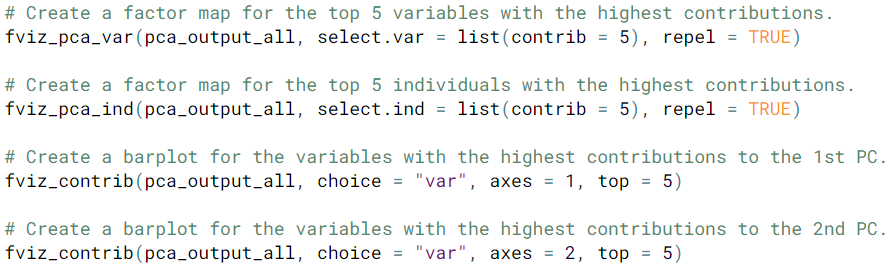 # Create a factor map for the top 5 variables with the highest contributions.
fviz_pca_var(pca_output_all, select.var = list(contrib = 5), repel = TRUE)
# Create a factor map for the top 5 individuals with the highest contributions.
fviz_pca_ind(pca_output_all, select.ind = list(contrib = 5), repel = TRUE)
# Create a barplot for the variables with the highest contributions to the 1st PC.
fviz_contrib(pca_output_all, choice = "var", axes = 1, top = 5)
# Create a barplot for the variables with the highest contributions to the 2nd PC.
fviz_contrib(pca_output_all, choice = "var", axes = 2, top = 5)